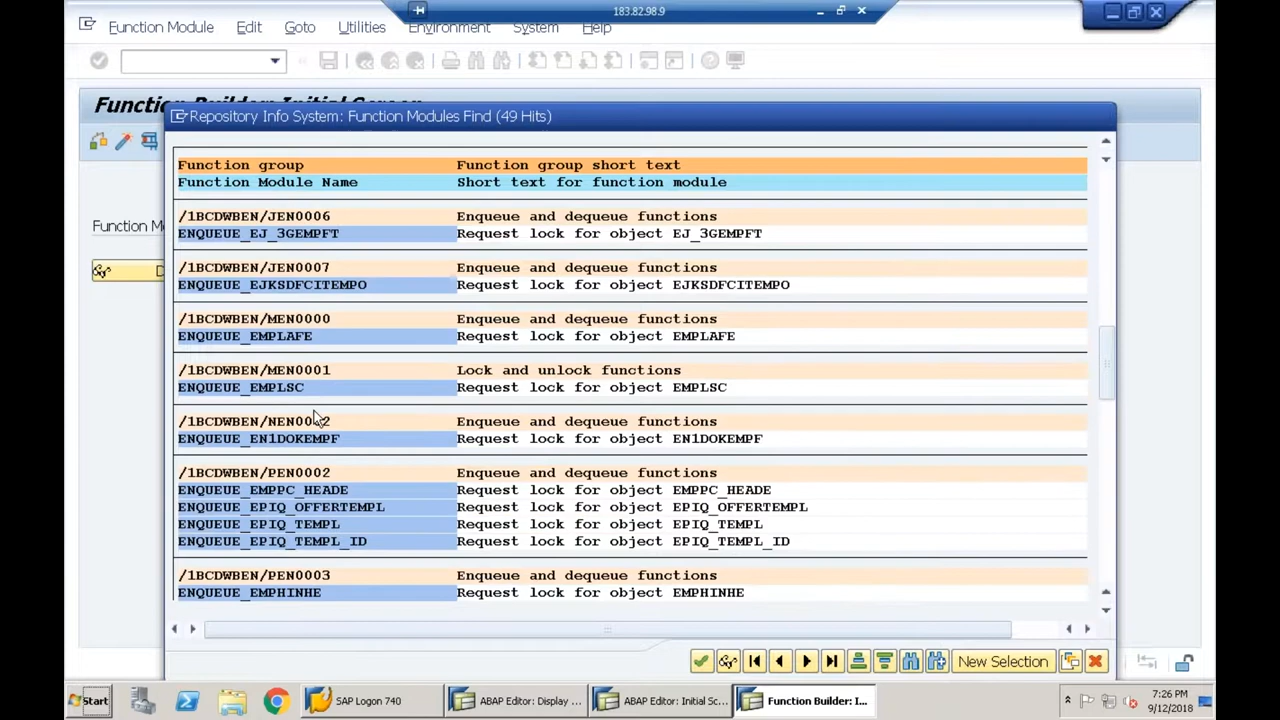 183.82.98.9
Function Module Edit Goto Utilities Environment System Help
Function Builder: Initial Screen
Repository Info System: Function Modules Find (49 Hits)
Function group Function group short text
Function Module Name Short text for function module
/1BCDWBEN/JEN0006 Enqueue and dequeue functions
Function M
ENQUEUE_EJ_3GEMPFT Request lock for object EJ_3GEMPFT
/1BCDWBEN/JEN0007 Enqueue and dequeue functions
D
ENQUEUE_EJKSDFCITEMPO Request lock for object EJKSDFCITEMPO
/1BCDWBEN/MEN0000 Enqueue and dequeue functions
ENQUEUE_EMPLAFE Request lock for object EMPLAFE
/1BCDWBEN/MEN0001 Lock and unlock functions
ENQUEUE_EMPLSC Request lock for object EMPLSC
/1BCDWBEN/NEN0002 Enqueue and dequeue functions
ENQUEUE_EN1DOKEMPF Request lock for object EN1DOKEMPF
/1BCDWBEN/PEN0002 Enqueue and dequeue functions
ENQUEUE_EMPPC_HEADE Request lock for object EMPPC_HEADE
ENQUEUE_EPIQ_OFFERTEMPL Request lock for object EPIQ_OFFERTEMPL
ENQUEUE_EPIQ_TEMPL Request lock for object EPIQ_TEMPL
ENQUEUE_EPIQ_TEMPL_ID Request lock for object EPIQ_TEMPL_ID
/1BCDWBEN/PEN0003 Enqueue and dequeue functions
ENQUEUE_EMPHINHE Request lock for object EMPHINHE
New Selection
Start SAP Logon 740 ABAP Editor: Display ... ABAP Editor: Initial Sc... Function Builder: I... 7:26 PM
9/12/2018